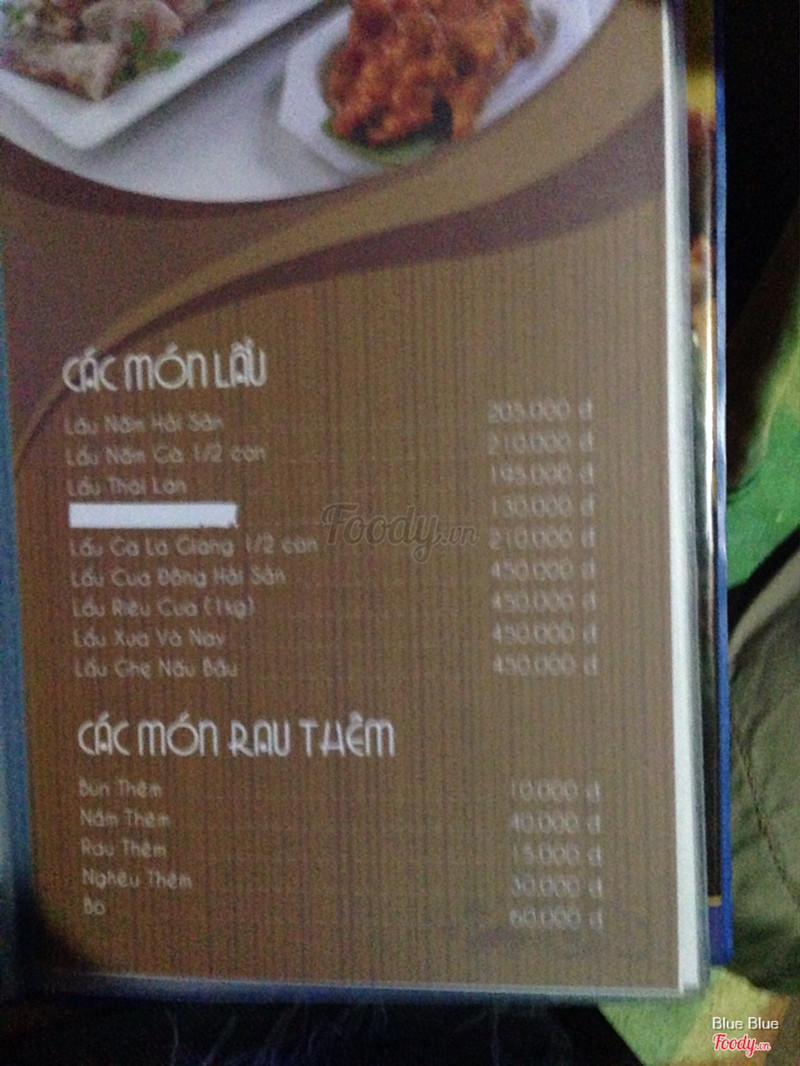 CÁC MÓN LẨU
Lẩu Nấm Hải Sản 205.000 đ
Lẩu Nấm Gà 1/2 con 210.000 đ
Lẩu Thái Lan 195.000 đ
130.000 đ
Lẩu Gà Lá Giang 1/2 con 210.000 đ
Lẩu Cua Đồng Hải Sản 450.000 đ
Lẩu Riêu Cua (1kg) 450.000 đ
Lẩu Xưa Và Nay 450.000 đ
Lẩu Ghẹ Nấu Bầu 450.000 đ
Foody.vn
CÁC MÓN RAU THÊM
Bún Thêm 10.000 đ
Nấm Thêm 40.000 đ
Rau Thêm 15.000 đ
Nghêu Thêm 30.000 đ
Bò 60.000 đ
Blue Blue
Foody.vn